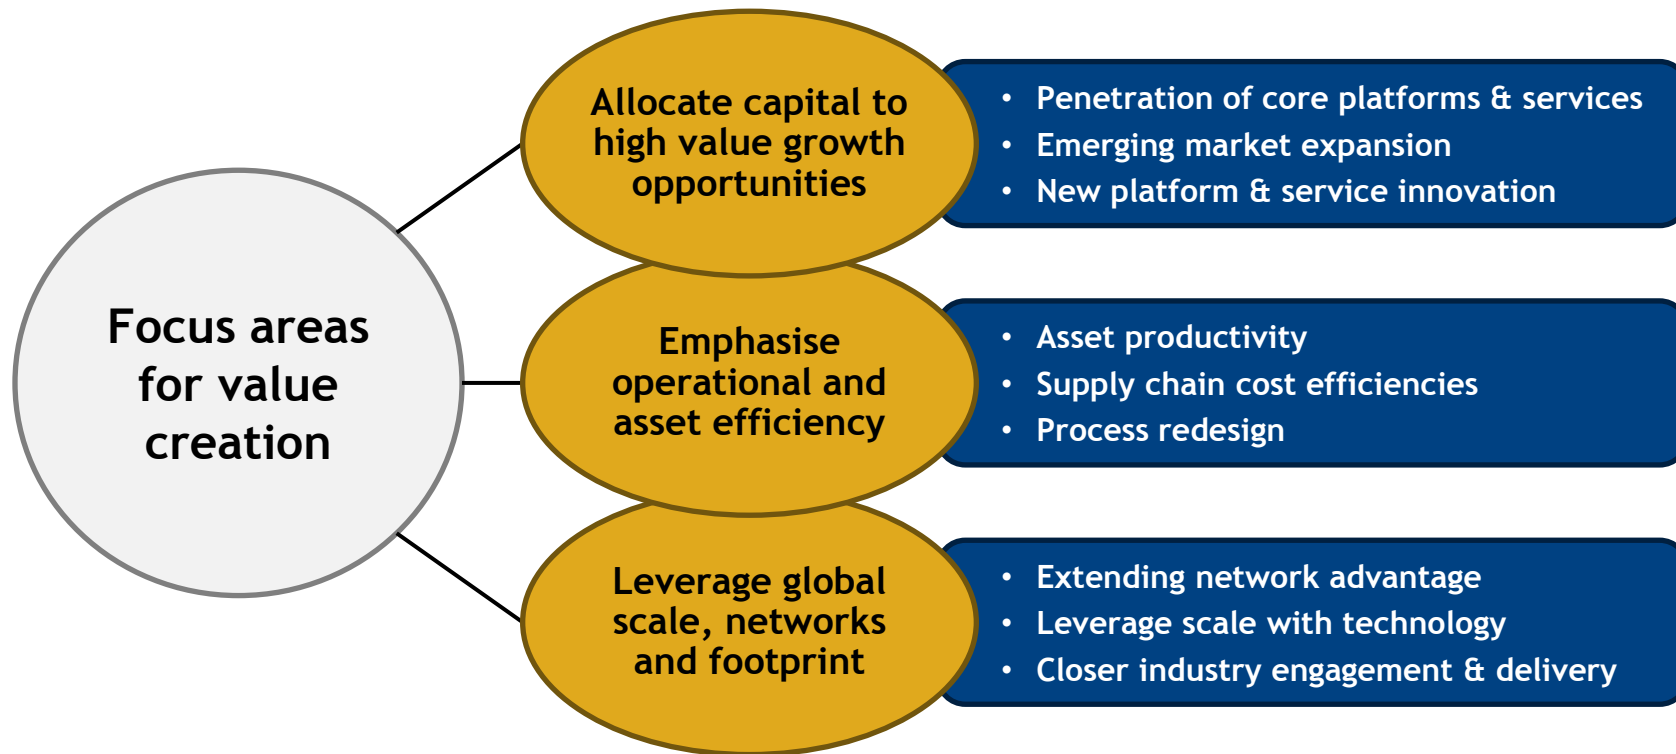 Focus areas
for value
creation
Allocate capital to
high value growth
opportunities
• Penetration of core platforms & services
• Emerging market expansion
• New platform & service innovation
Emphasise
operational and
asset efficiency
• Asset productivity
• Supply chain cost efficiencies
• Process redesign
Leverage global
scale, networks
and footprint
• Extending network advantage
• Leverage scale with technology
• Closer industry engagement & delivery